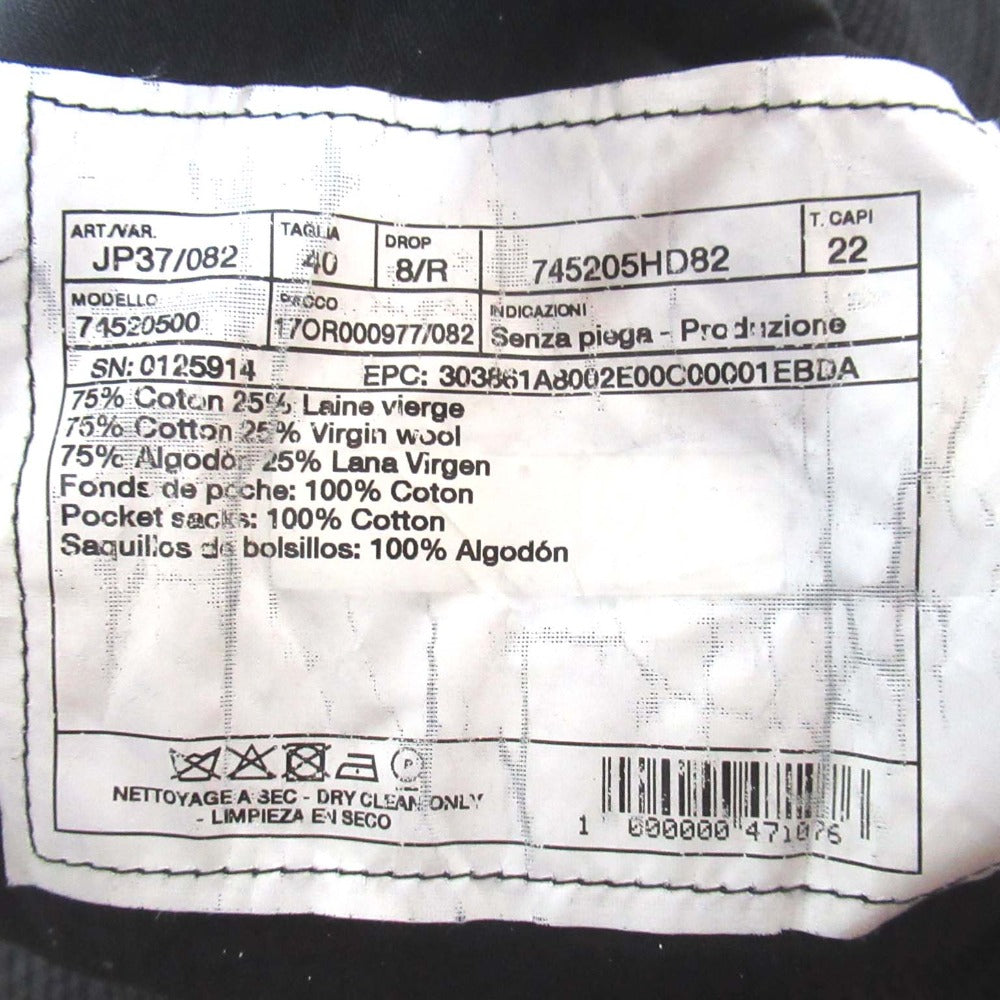 ART./VAR.
JP37/082
TAGLIA
40
DROP
8/R
745205HD82
T. CAPI
22
MODELLO
74520500
PACCO
17OR000977/082
INDICAZIONI
Senza piega - Produzione
SN: 0125914
EPC: 303861A8002E00C00001EBDA
75% Coton 25% Laine vierge
75% Cotton 25% Virgin wool
75% Algodón 25% Lana Virgen
Fonds de poche: 100% Coton
Pocket sacks: 100% Cotton
Saquillos de bolsillos: 100% Algodón
P
NETTOYAGE A SEC - DRY CLEAN ONLY
- LIMPIEZA EN SECO
1 600000 471076